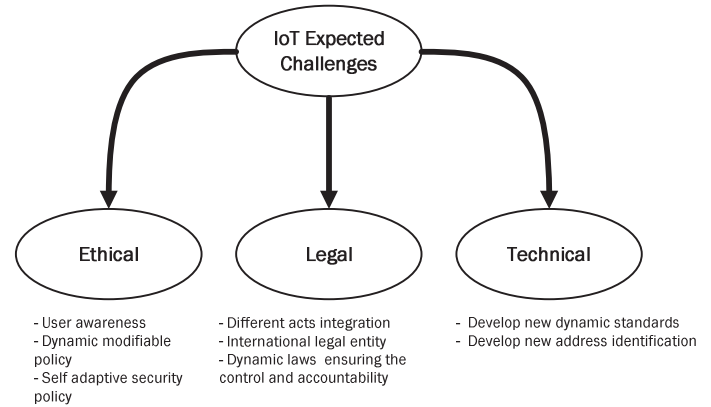 IoT Expected
Challenges
Ethical
Legal
Technical
- User awareness
- Dynamic modifiable
policy
- Self adaptive security
policy
- Different acts integration
- International legal entity
- Dynamic laws ensuring the
control and accountability
- Develop new dynamic standards
- Develop new address identification